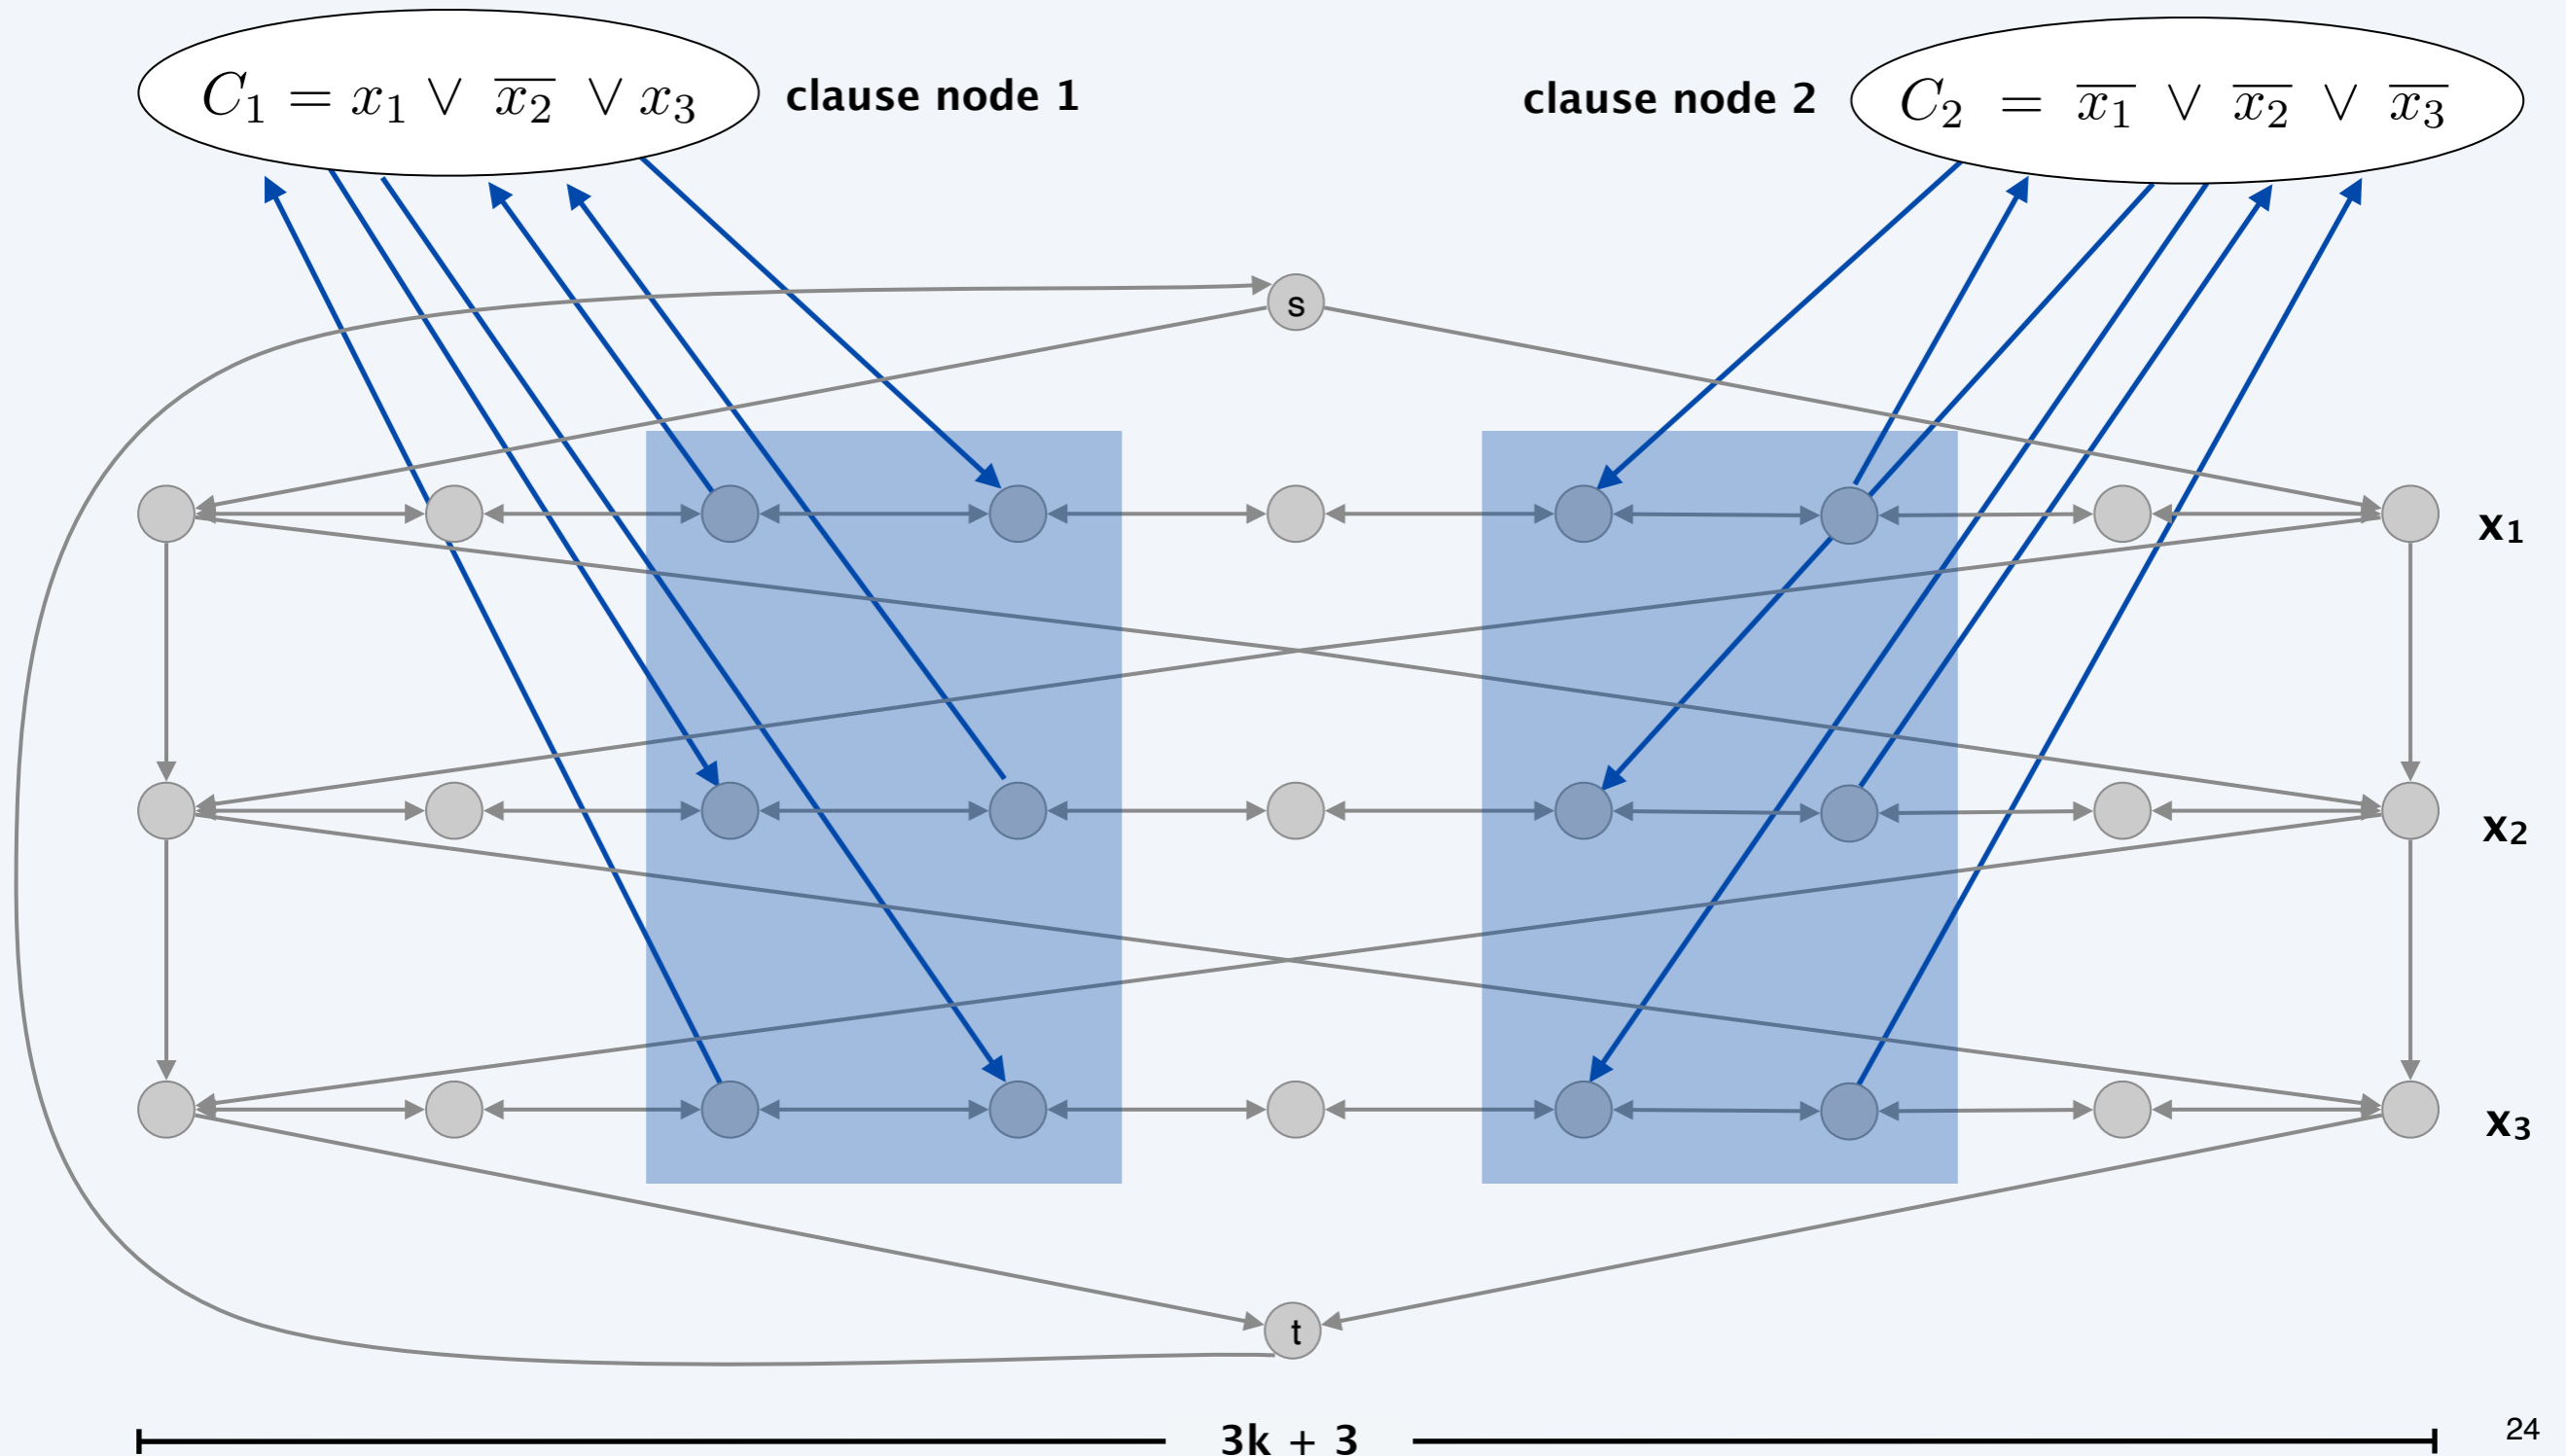 C₁ = x₁ ∨ x̅₂ ∨ x₃
clause node 1
clause node 2
C₂ = x̅₁ ∨ x̅₂ ∨ x̅₃
s
x₁
x₂
x₃
t
3k + 3
24